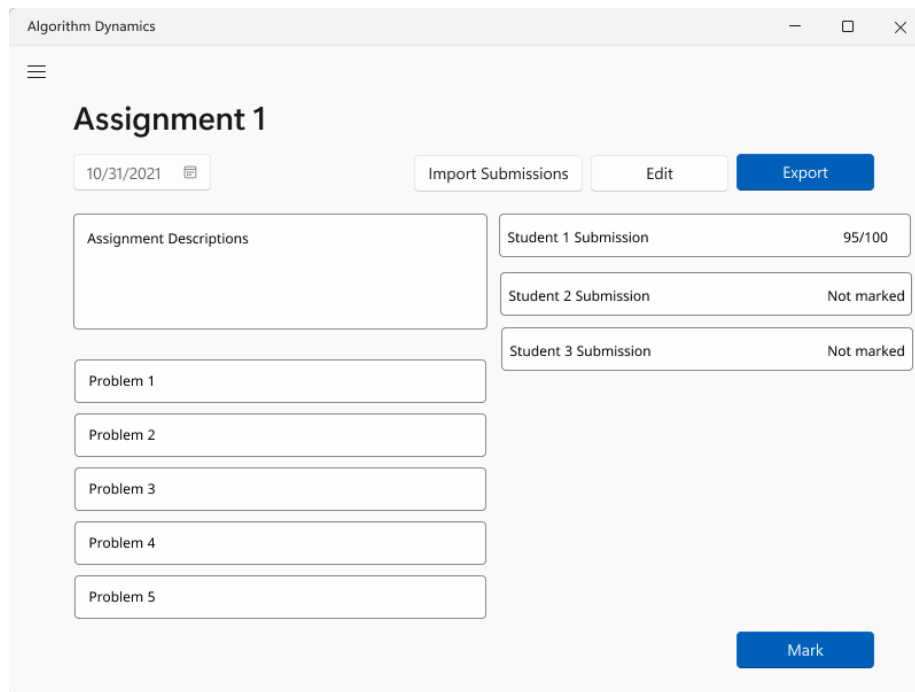 Algorithm Dynamics
Assignment 1
10/31/2021
Import Submissions
Edit
Export
Assignment Descriptions
Problem 1
Problem 2
Problem 3
Problem 4
Problem 5
Student 1 Submission 95/100
Student 2 Submission Not marked
Student 3 Submission Not marked
Mark